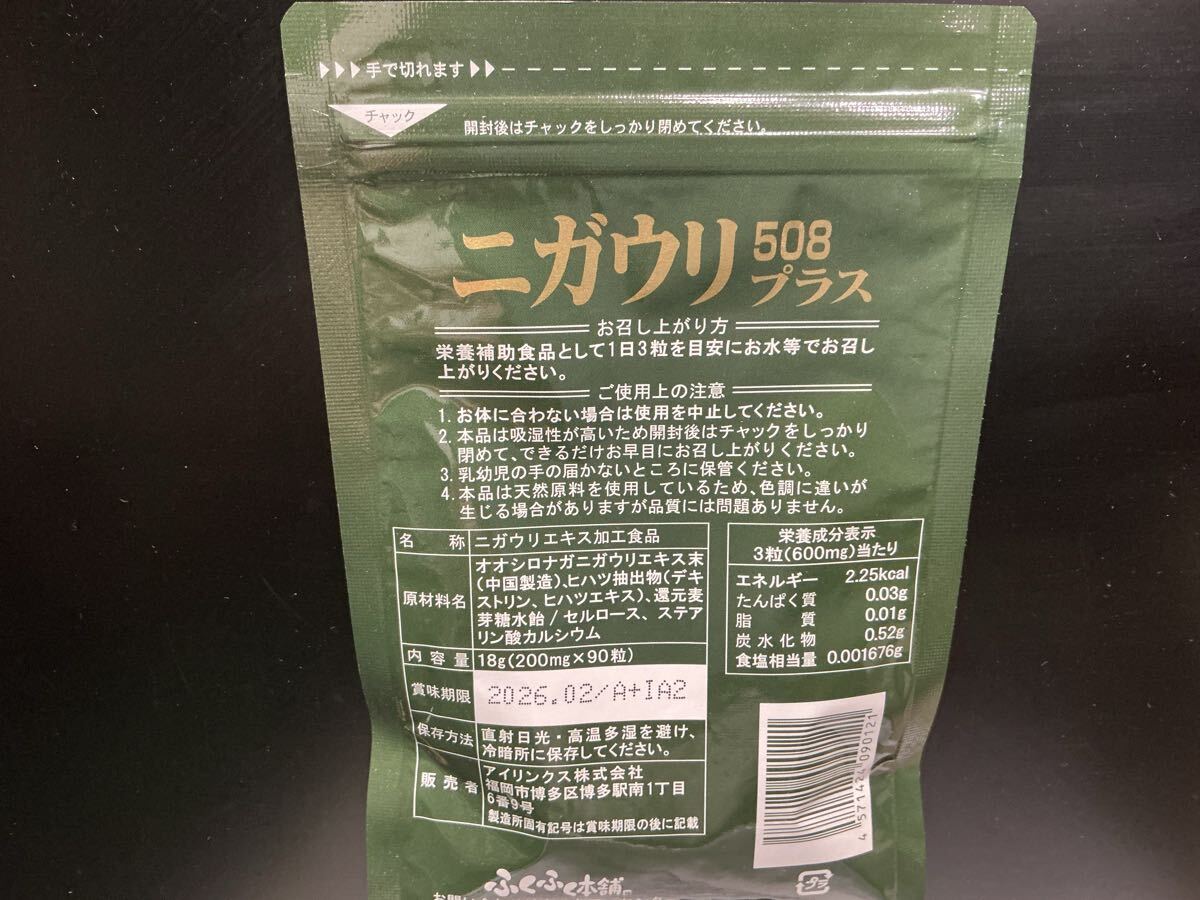 手で切れます
チャック
開封後はチャックをしっかり閉めてください。
ニガウリ508プラス
お召し上がり方
栄養補助食品として1日3粒を目安にお水等でお召し
上がりください。
ご使用上の注意
1. お体に合わない場合は使用を中止してください。
2. 本品は吸湿性が高いため開封後はチャックをしっかり
閉めて、できるだけお早目にお召し上がりください。
3. 乳幼児の手の届かないところに保管ください。
4. 本品は天然原料を使用しているため、色調に違いが
生じる場合がありますが品質には問題ありません。
名称 ニガウリエキス加工食品
原材料名 オオシロナガニガウリエキス末
(中国製造)、ヒハツ抽出物(デキ
ストリン、ヒハツエキス)、還元麦
芽糖水飴 / セルロース、ステア
リン酸カルシウム
内容量 18g(200mg×90粒)
賞味期限 2026.02/A+IA2
保存方法 直射日光・高温多湿を避け、
冷暗所に保存してください。
販売者 アイリンクス株式会社
福岡市博多区博多駅南1丁目
6番9号
製造所固有記号は賞味期限の後に記載
栄養成分表示
3粒(600mg)当たり
エネルギー 2.25kcal
たんぱく質 0.03g
脂質 0.01g
炭水化物 0.52g
食塩相当量 0.001676g
4 571424 090121
ふくふく本舗
プラ